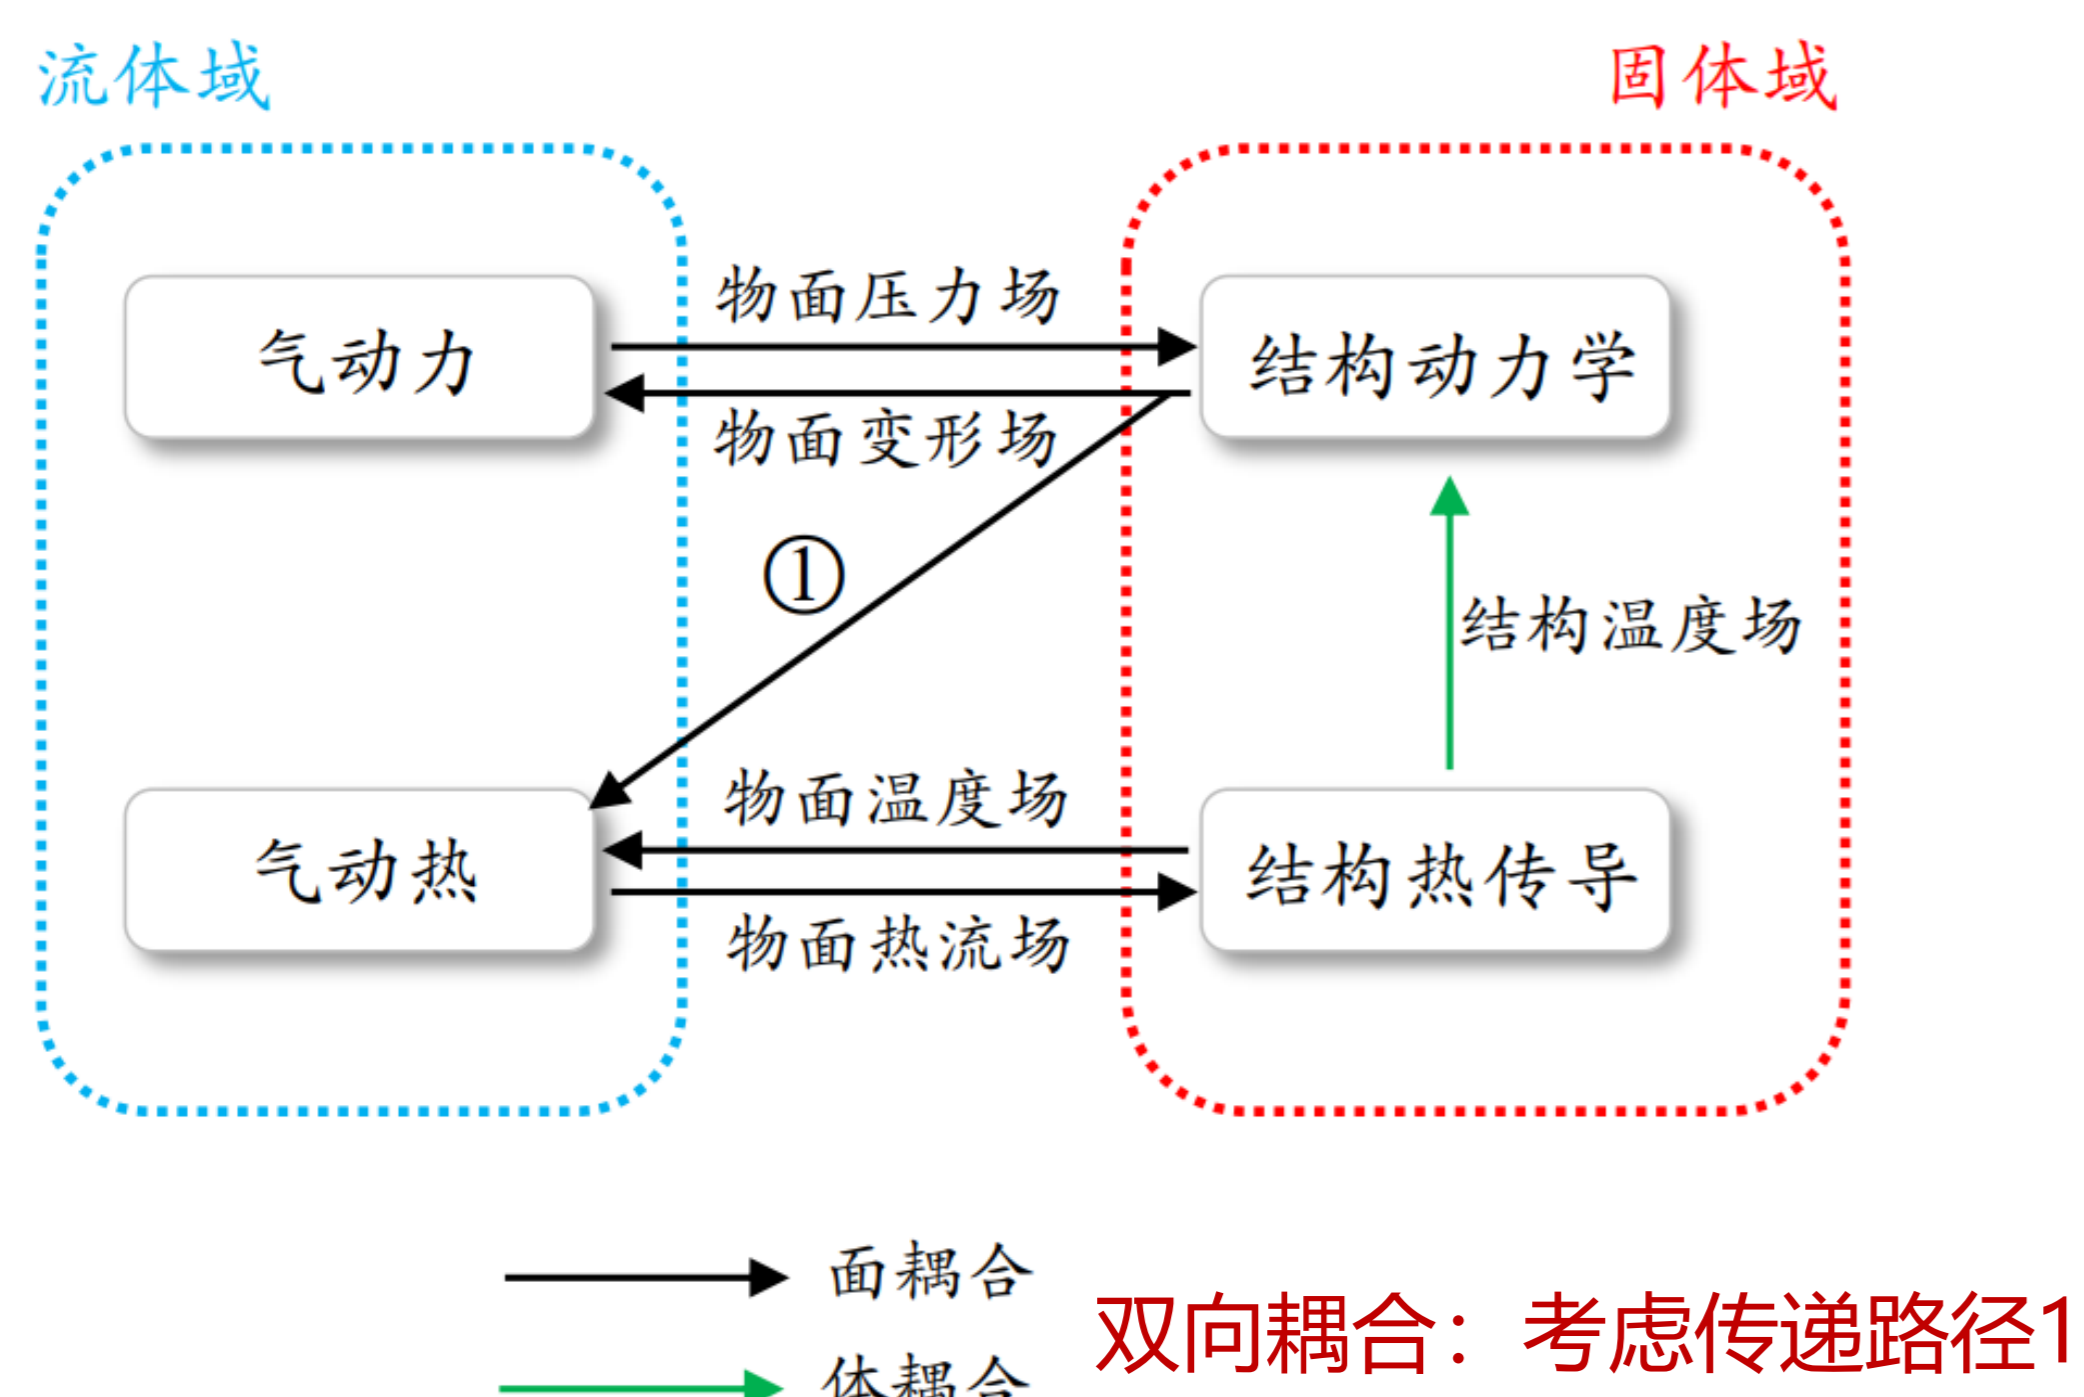 流体域
固体域
物面压力场
气动力
结构动力学
物面变形场
①
结构温度场
物面温度场
气动热
结构热传导
物面热流场
面耦合
双向耦合：考虑传递路径1
体耦合